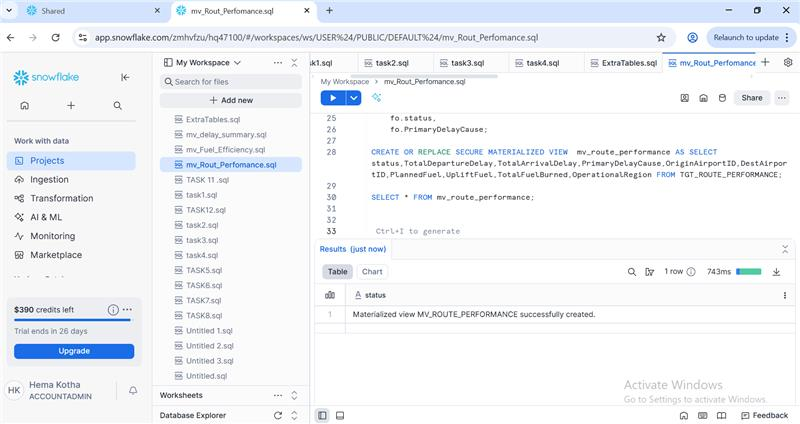 Shared
mv_Rout_Perfomance.sql
app.snowflake.com/zmhvfzu/hq47100/#/workspaces/ws/USER%24/PUBLIC/DEFAULT%24/mv_Rout_Perfomance.sql
Relaunch to update
snowflake
Work with data
Projects
Ingestion
Transformation
AI & ML
Monitoring
Marketplace
$390 credits left
Trial ends in 26 days
Upgrade
HK
Hema Kotha
ACCOUNTADMIN
My Workspace
Search for files
+ Add new
ExtraTables.sql
mv_delay_summary.sql
mv_Fuel_Efficiency.sql
mv_Rout_Perfomance.sql
TASK 11 .sql
task1.sql
TASK12.sql
task2.sql
task3.sql
task4.sql
TASK5.sql
TASK6.sql
TASK7.sql
TASK8.sql
Untitled 1.sql
Untitled 2.sql
Untitled 3.sql
Untitled.sql
Worksheets
Database Explorer
sk1.sql
task2.sql
task3.sql
task4.sql
ExtraTables.sql
mv_Rout_Perfomance
My Workspace > mv_Rout_Perfomance.sql
Share
25 fo.status,
26 fo.PrimaryDelayCause;
27
28 CREATE OR REPLACE SECURE MATERIALIZED VIEW mv_route_performance AS SELECT
status,TotalDepartureDelay,TotalArrivalDelay,PrimaryDelayCause,OriginAirportID,DestAirpor
tID,PlannedFuel,UpliftFuel,TotalFuelBurned,OperationalRegion FROM TGT_ROUTE_PERFORMANCE;
29
30 SELECT * FROM mv_route_performance;
31
32
33 Ctrl+I to generate
Results (just now)
Table
Chart
1 row
743ms
status
1 Materialized view MV_ROUTE_PERFORMANCE successfully created.
Activate Windows
Go to Settings to activate Windows.
Feedback